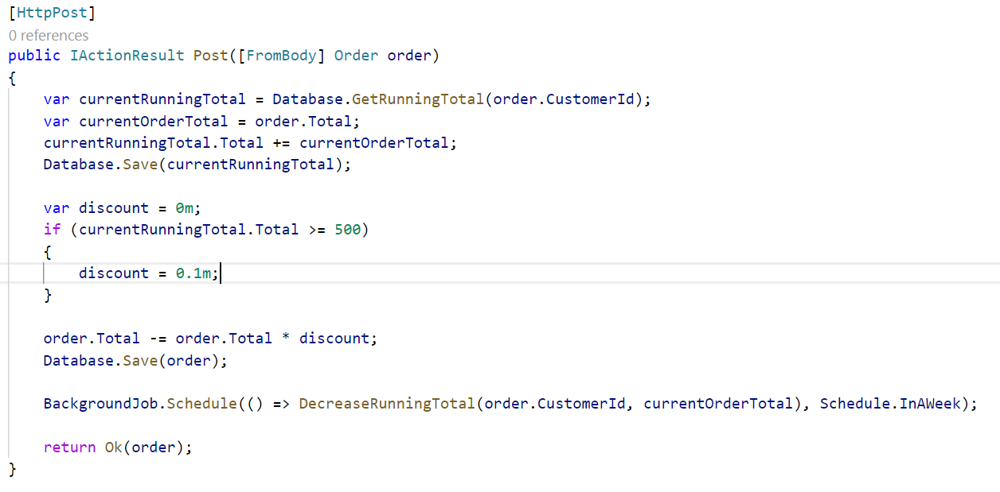 [HttpPost]
0 references
public IActionResult Post([FromBody] Order order)
{
var currentRunningTotal = Database.GetRunningTotal(order.CustomerId);
var currentOrderTotal = order.Total;
currentRunningTotal.Total += currentOrderTotal;
Database.Save(currentRunningTotal);
var discount = 0m;
if (currentRunningTotal.Total >= 500)
{
discount = 0.1m;
}
order.Total -= order.Total * discount;
Database.Save(order);
BackgroundJob.Schedule(() => DecreaseRunningTotal(order.CustomerId, currentOrderTotal), Schedule.InAWeek);
return Ok(order);
}